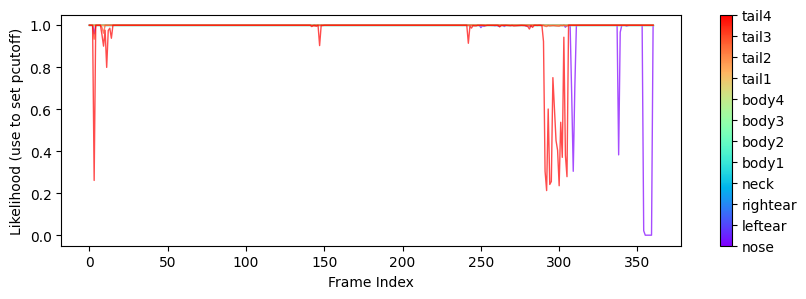 Likelihood (use to set pcutoff)
1.0
0.8
0.6
0.4
0.2
0.0
0
50
100
150
200
250
300
350
Frame Index
tail4
tail3
tail2
tail1
body4
body3
body2
body1
neck
rightear
leftear
nose